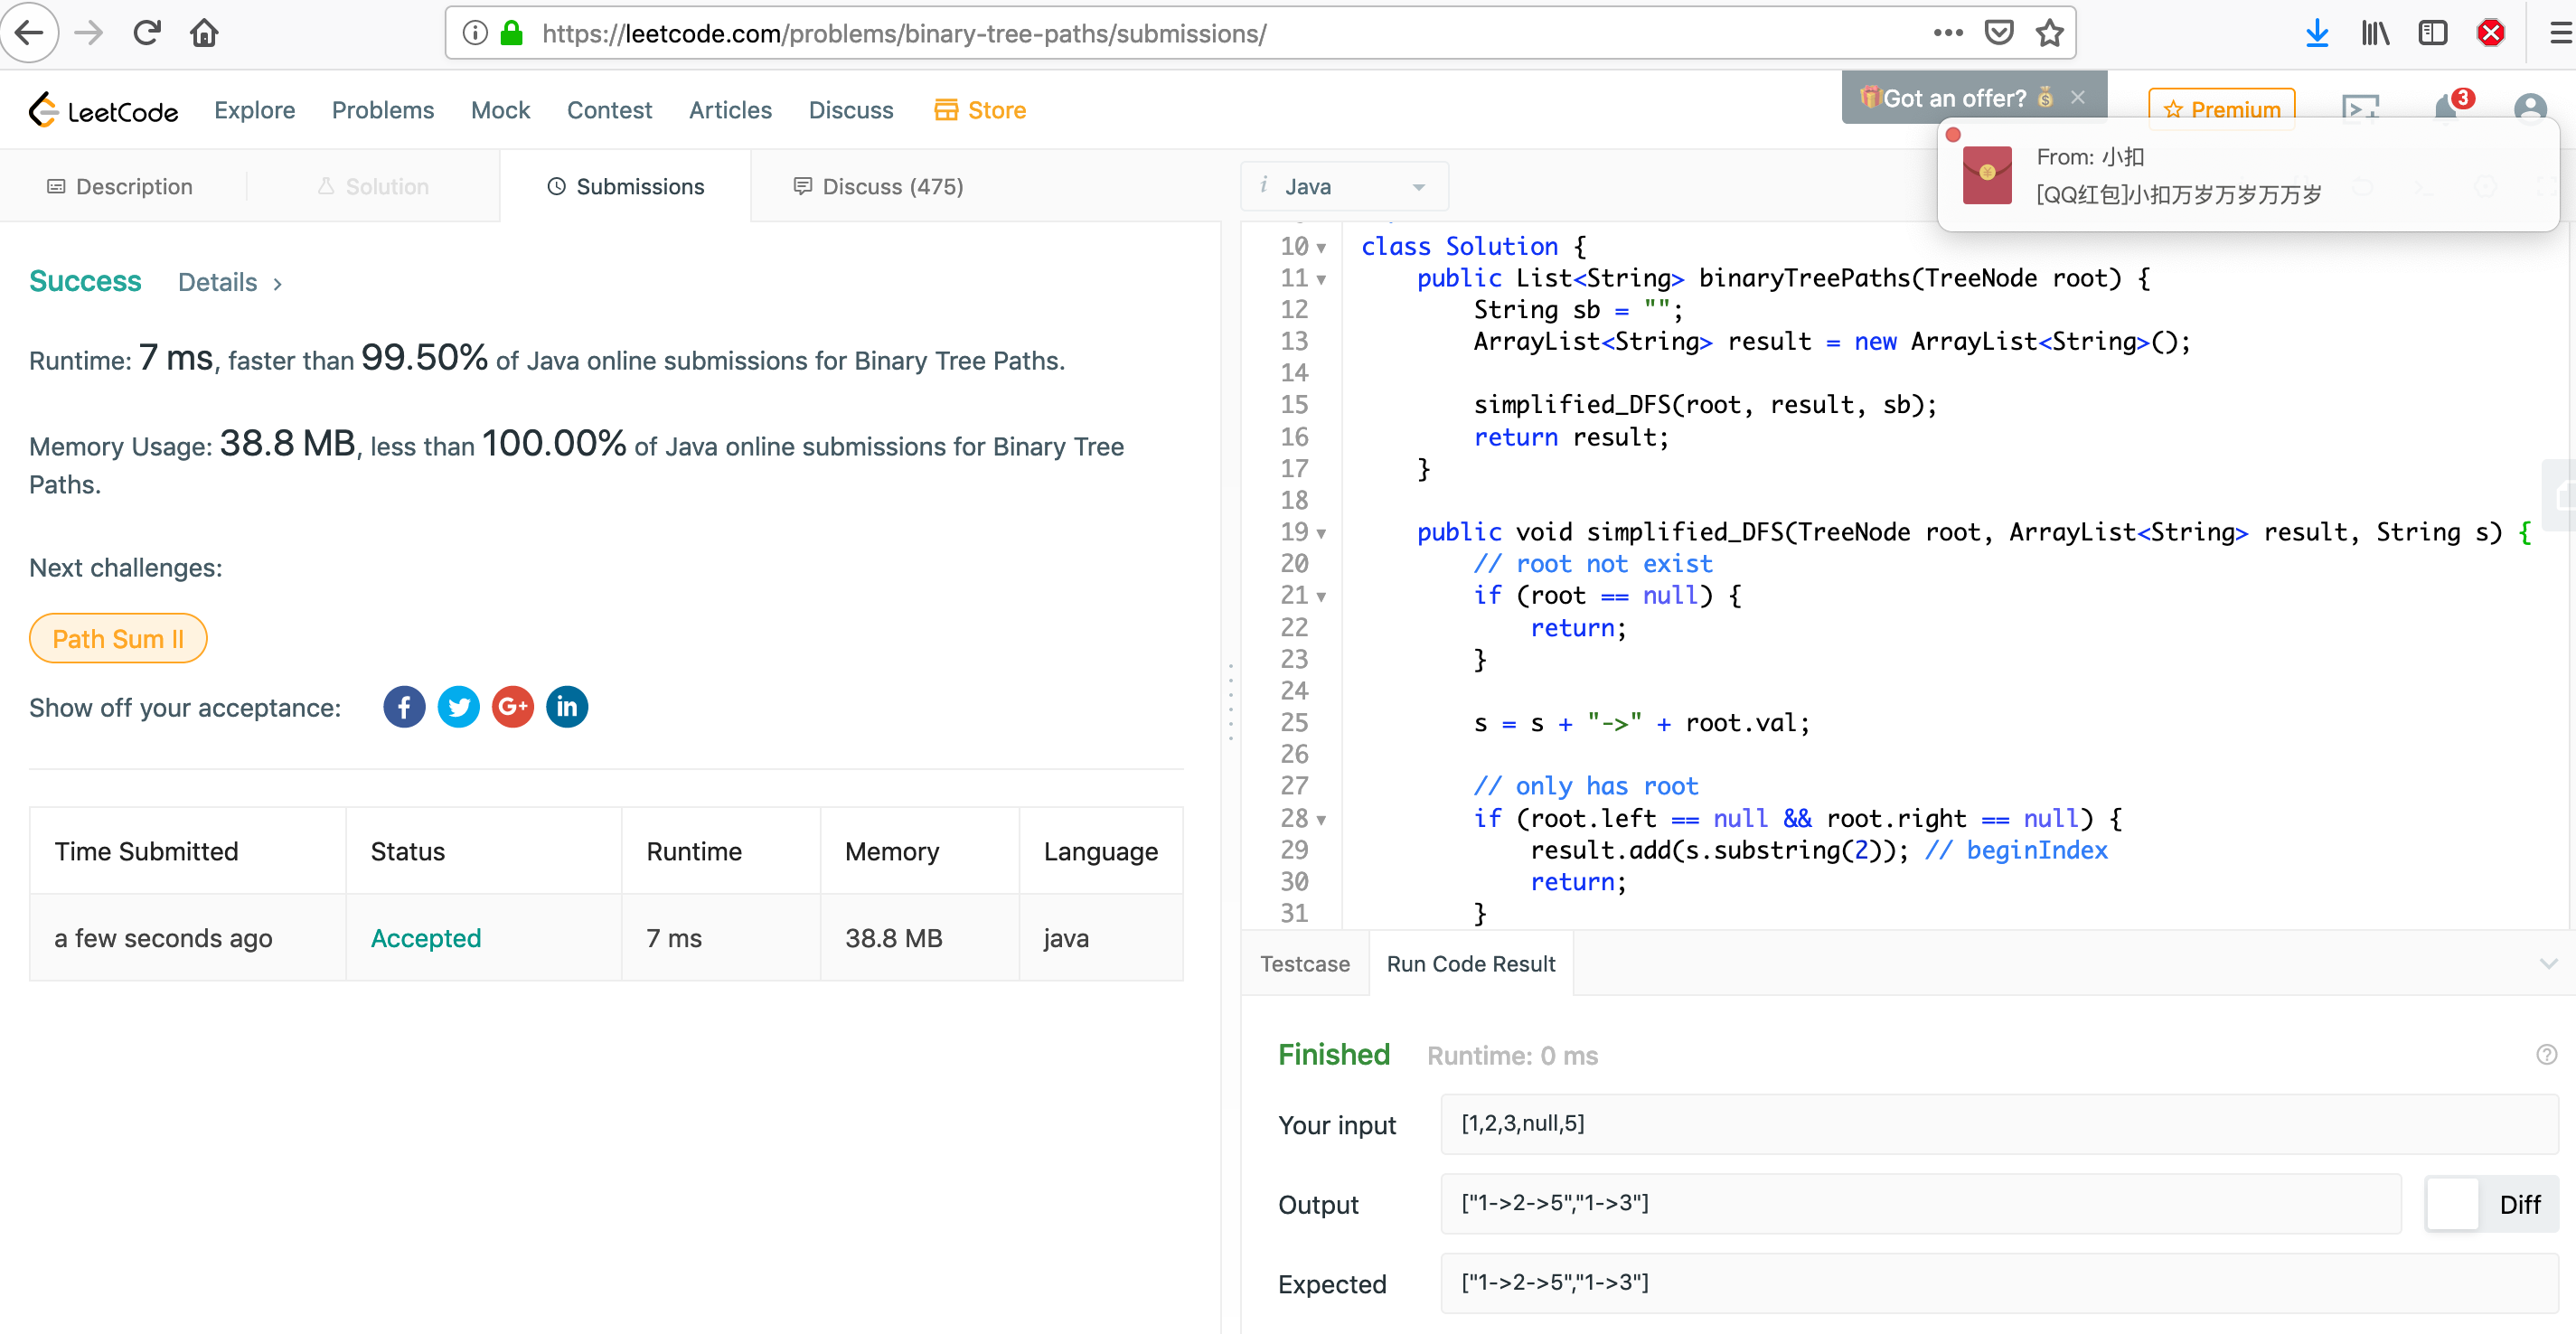 https://leetcode.com/problems/binary-tree-paths/submissions/
LeetCode
Explore
Problems
Mock
Contest
Articles
Discuss
Store
Got an offer?
Premium
3
From: 小扣
[QQ红包]小扣万岁万岁万万岁
Description
Solution
Submissions
Discuss (475)
Success
Details
Runtime: 7 ms, faster than 99.50% of Java online submissions for Binary Tree Paths.
Memory Usage: 38.8 MB, less than 100.00% of Java online submissions for Binary Tree
Paths.
Next challenges:
Path Sum II
Show off your acceptance:
Time Submitted Status Runtime Memory Language
a few seconds ago Accepted 7 ms 38.8 MB java
i Java
10 class Solution {
11 public List<String> binaryTreePaths(TreeNode root) {
12 String sb = "";
13 ArrayList<String> result = new ArrayList<String>();
14
15 simplified_DFS(root, result, sb);
16 return result;
17 }
18
19 public void simplified_DFS(TreeNode root, ArrayList<String> result, String s) {
20 // root not exist
21 if (root == null) {
22 return;
23 }
24
25 s = s + "->" + root.val;
26
27 // only has root
28 if (root.left == null && root.right == null) {
29 result.add(s.substring(2)); // beginIndex
30 return;
31 }
Testcase
Run Code Result
Finished
Runtime: 0 ms
Your input
[1,2,3,null,5]
Output
["1->2->5","1->3"]
Diff
Expected
["1->2->5","1->3"]